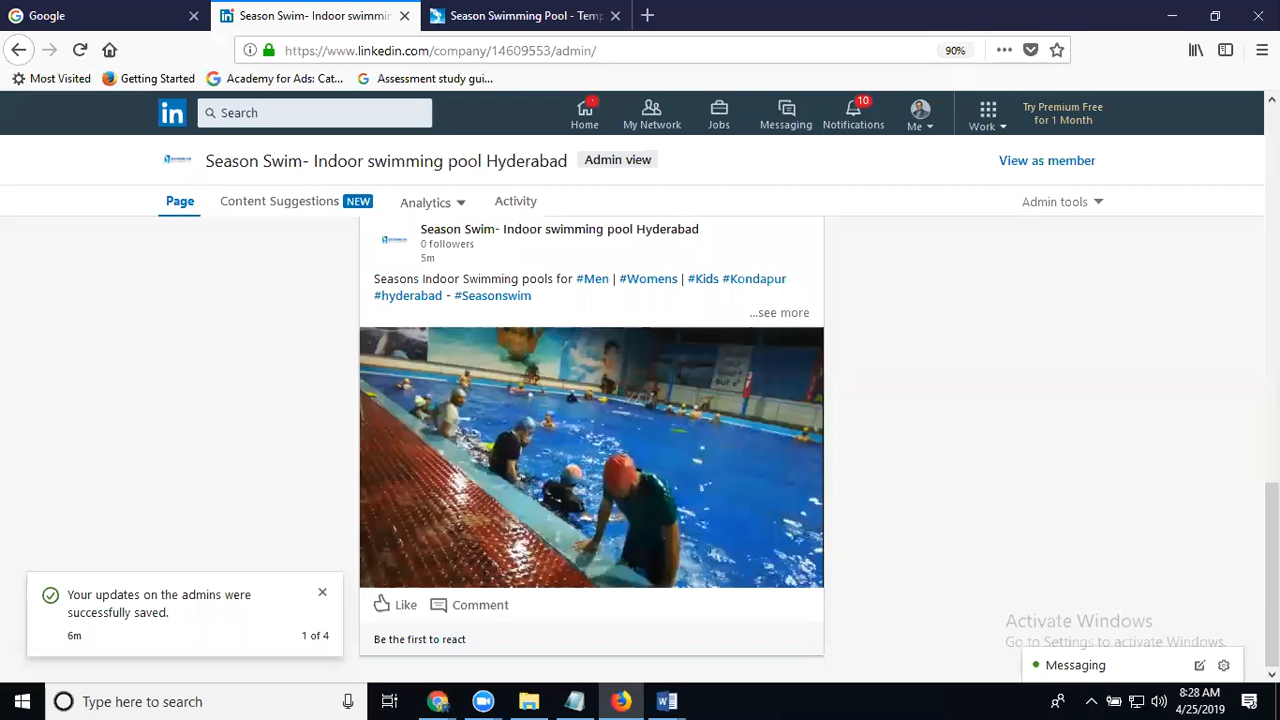 Google
Season Swim- Indoor swimmin
Season Swimming Pool - Temp
https://www.linkedin.com/company/14609553/admin/
90%
Most Visited
Getting Started
Academy for Ads: Cat...
Assessment study gui...
in
Search
Home
My Network
Jobs
Messaging
10
Notifications
Me
Work
Try Premium Free
for 1 Month
Season Swim- Indoor swimming pool Hyderabad
Admin view
View as member
Page
Content Suggestions NEW
Analytics
Activity
Admin tools
Season Swim- Indoor swimming pool Hyderabad
0 followers
5m
Seasons Indoor Swimming pools for #Men | #Womens | #Kids #Kondapur
#hyderabad - #Seasonswim
...see more
Like
Comment
Be the first to react
Your updates on the admins were
successfully saved.
6m
1 of 4
Activate Windows
Go to Settings to activate Windows.
Messaging
Type here to search
8:28 AM
4/25/2019